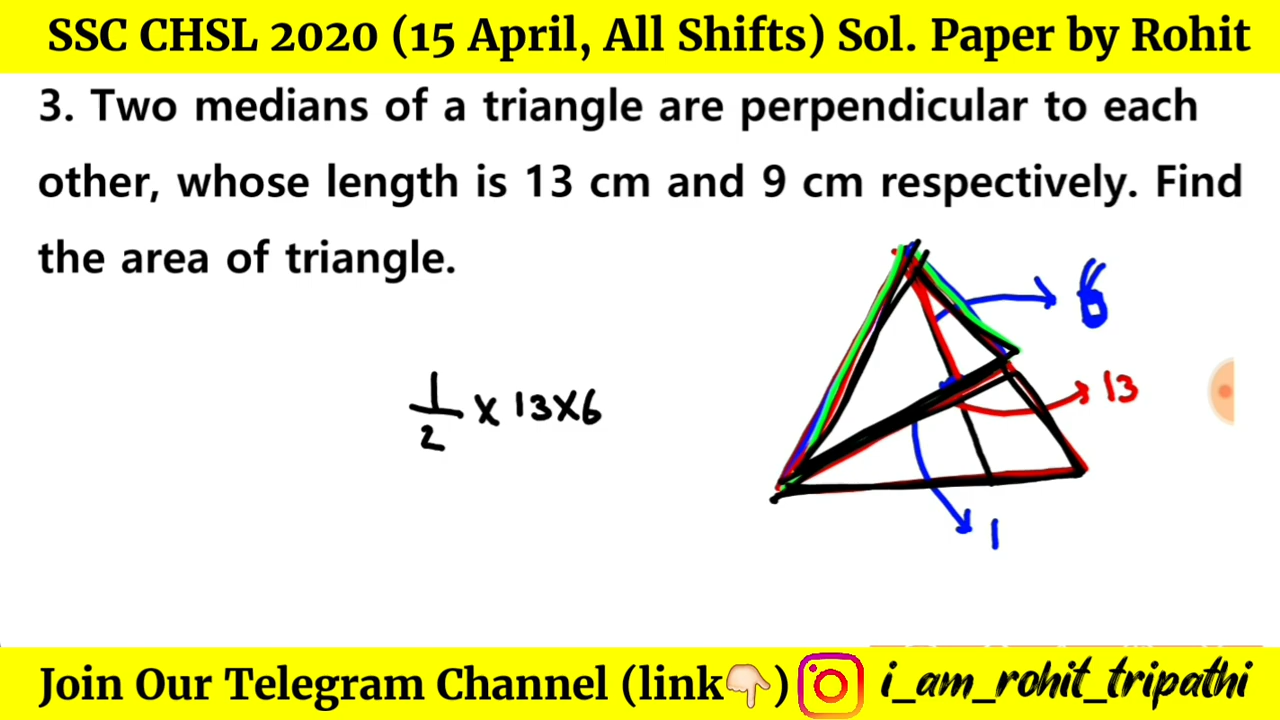 SSC CHSL 2020 (15 April, All Shifts) Sol. Paper by Rohit
3. Two medians of a triangle are perpendicular to each
other, whose length is 13 cm and 9 cm respectively. Find
the area of triangle.
6
13
1/2 x 13x6
1
Join Our Telegram Channel (link👇🏻) i_am_rohit_tripathi